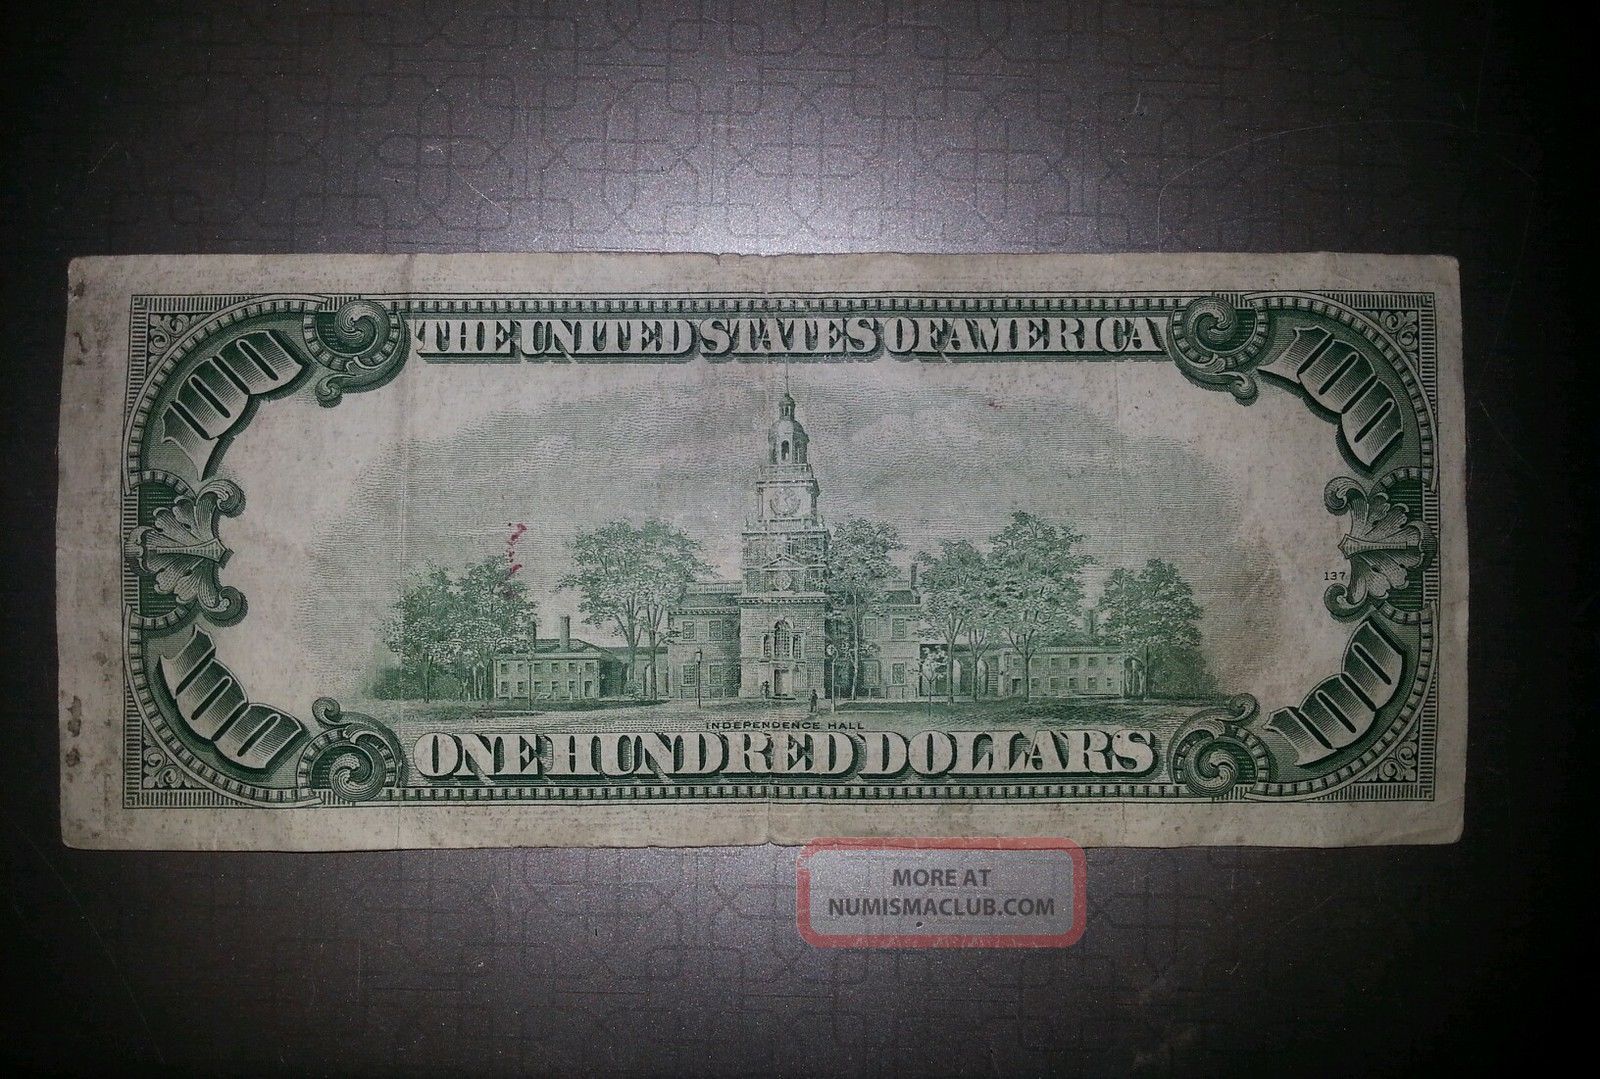 THE UNITED STATES OF AMERICA
100
100
137
100
100
INDEPENDENCE HALL
ONE HUNDRED DOLLARS
MORE AT
NUMISMACLUB.COM